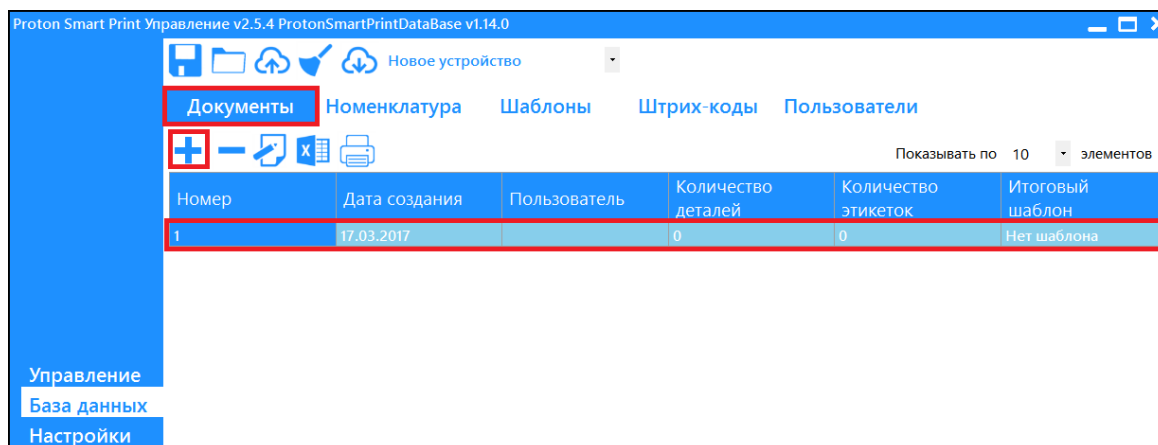 Proton Smart Print Управление v2.5.4 ProtonSmartPrintDataBase v1.14.0
Новое устройство
Документы Номенклатура Шаблоны Штрих-коды Пользователи
Показывать по 10 элементов
Номер Дата создания Пользователь Количество деталей Количество этикеток Итоговый шаблон
1 17.03.2017 0 0 Нет шаблона
Управление
База данных
Настройки